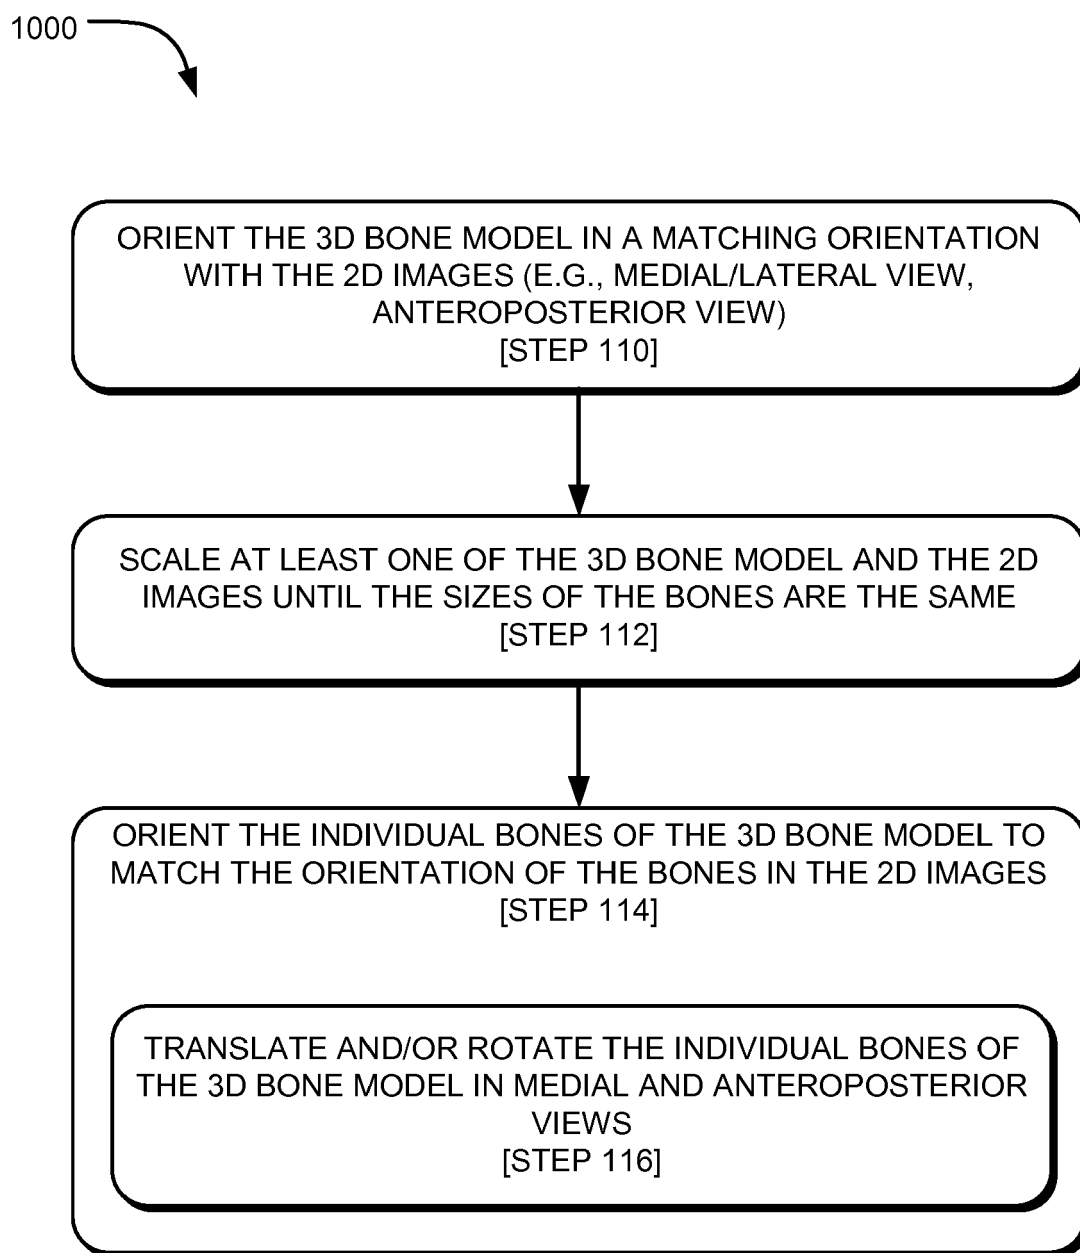 1000
ORIENT THE 3D BONE MODEL IN A MATCHING ORIENTATION
WITH THE 2D IMAGES (E.G., MEDIAL/LATERAL VIEW,
ANTEROPOSTERIOR VIEW)
[STEP 110]
SCALE AT LEAST ONE OF THE 3D BONE MODEL AND THE 2D
IMAGES UNTIL THE SIZES OF THE BONES ARE THE SAME
[STEP 112]
ORIENT THE INDIVIDUAL BONES OF THE 3D BONE MODEL TO
MATCH THE ORIENTATION OF THE BONES IN THE 2D IMAGES
[STEP 114]
TRANSLATE AND/OR ROTATE THE INDIVIDUAL BONES OF
THE 3D BONE MODEL IN MEDIAL AND ANTEROPOSTERIOR
VIEWS
[STEP 116]